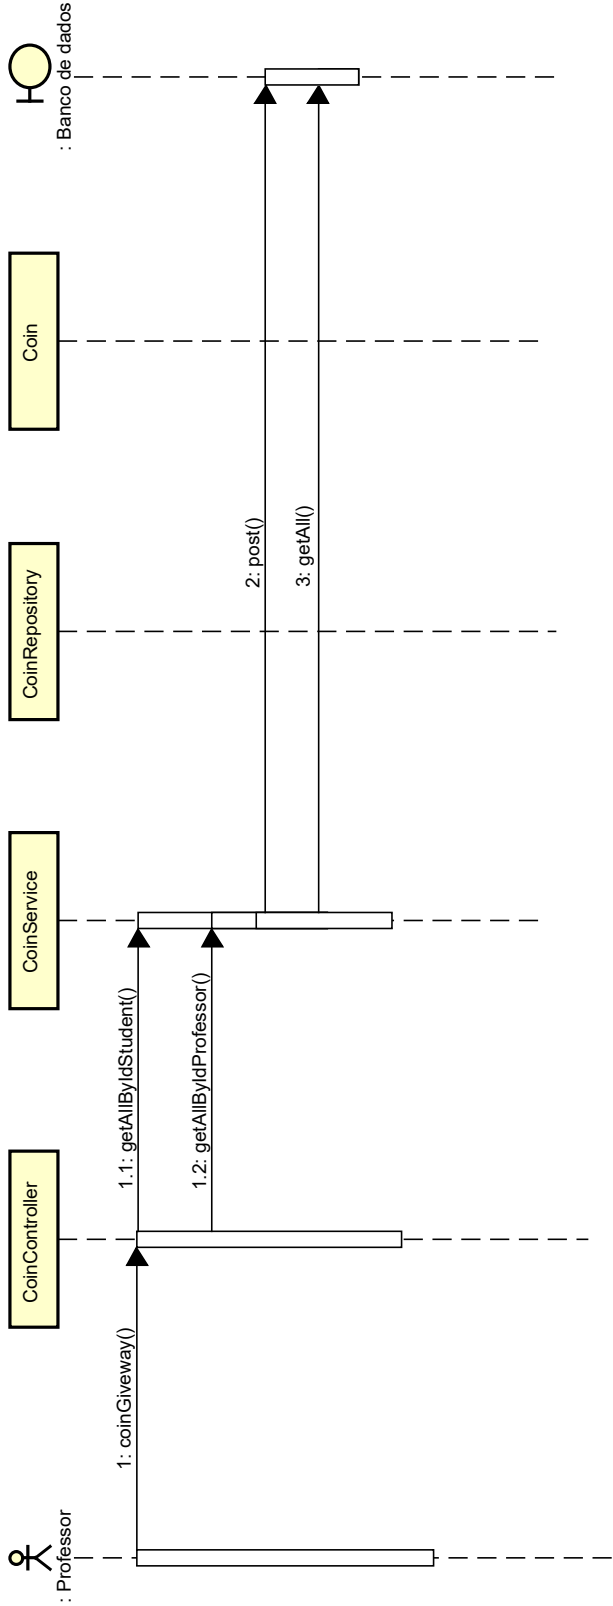 : Professor
CoinController
CoinService
CoinRepository
Coin
: Banco de dados
1: coinGiveway()
1.1: getAllByIdStudent()
1.2: getAllByIdProfessor()
2: post()
3: getAll()